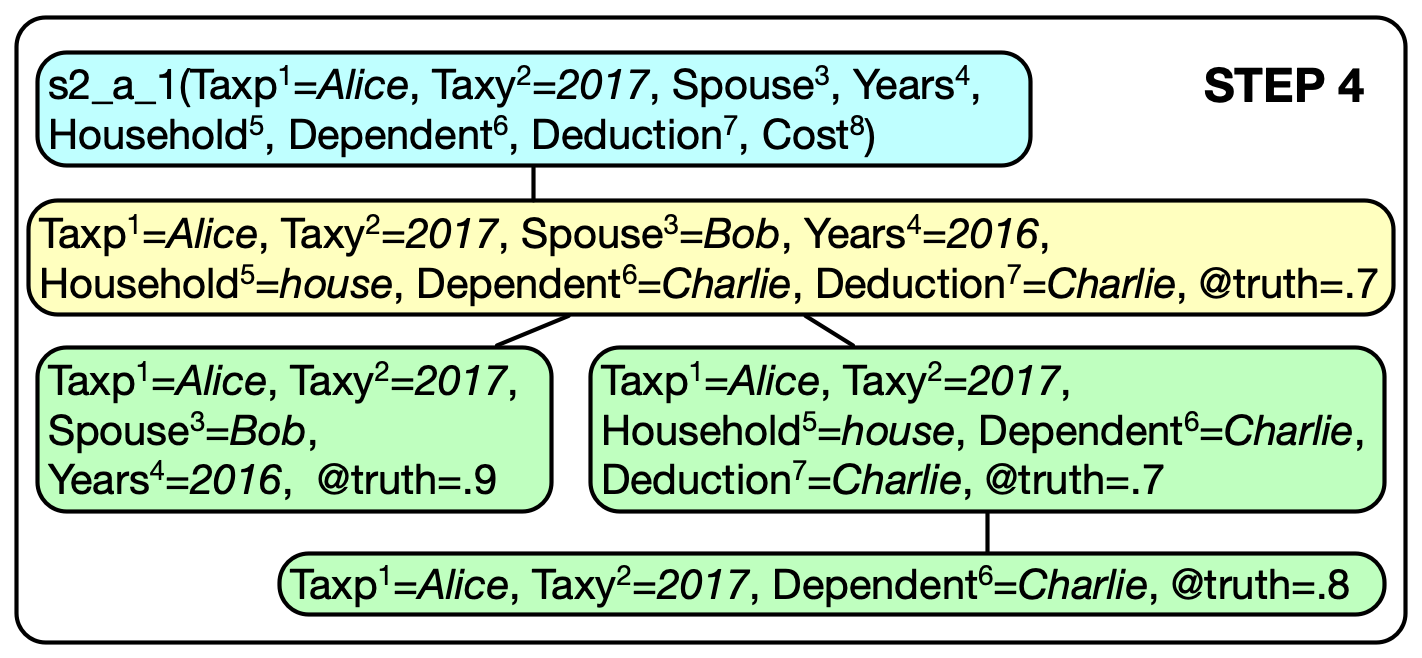 s2_a_1(Taxp¹=Alice, Taxy²=2017, Spouse³, Years⁴,
Household⁵, Dependent⁶, Deduction⁷, Cost⁸)
STEP 4
Taxp¹=Alice, Taxy²=2017, Spouse³=Bob, Years⁴=2016,
Household⁵=house, Dependent⁶=Charlie, Deduction⁷=Charlie, @truth=.7
Taxp¹=Alice, Taxy²=2017,
Spouse³=Bob,
Years⁴=2016, @truth=.9
Taxp¹=Alice, Taxy²=2017,
Household⁵=house, Dependent⁶=Charlie,
Deduction⁷=Charlie, @truth=.7
Taxp¹=Alice, Taxy²=2017, Dependent⁶=Charlie, @truth=.8